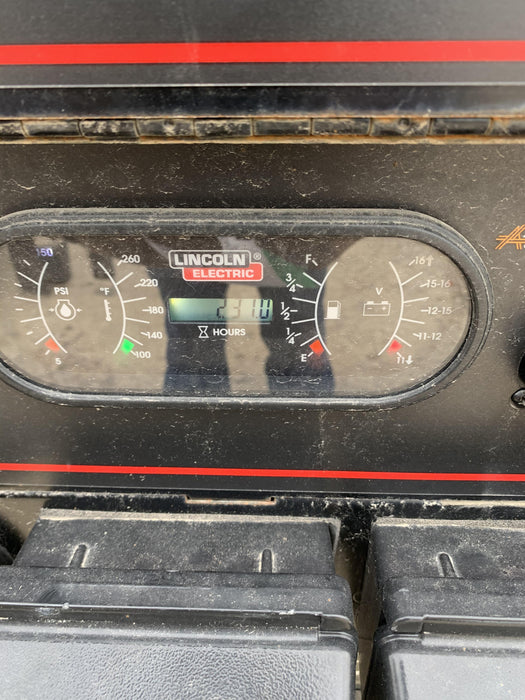 150
PSI
5
260
220
°F
180
140
100
LINCOLN®
ELECTRIC
HOURS
F
3/4
1/2
1/4
E
V
16↑
15-16
12-15
11-12
11↓